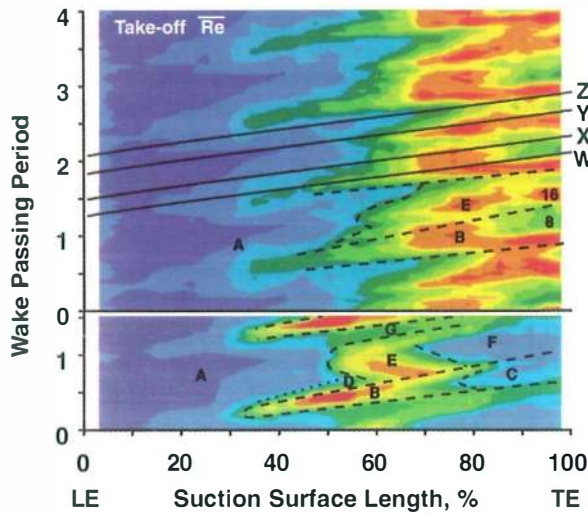 4
Take-off Re
3
Z
Y
X
2
W
E
16
1
A
B
8
0
0
G
F
1
A
E
D
C
B
0
0
20
40
60
80
100
LE
Suction Surface Length, %
TE
Wake Passing Period